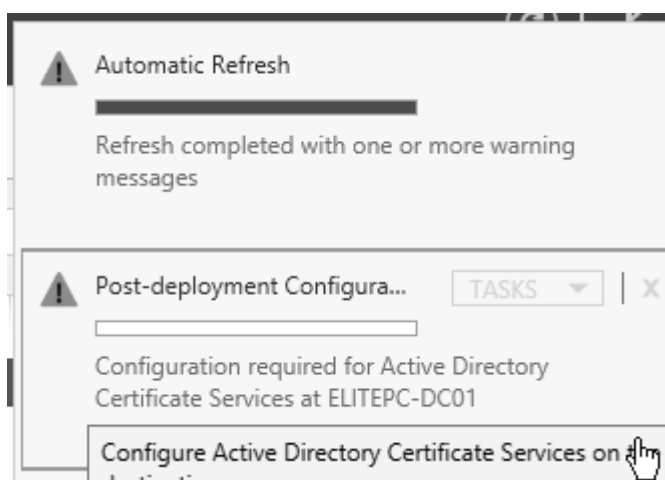 Automatic Refresh
Refresh completed with one or more warning
messages
Post-deployment Configura... TASKS X
Configuration required for Active Directory
Certificate Services at ELITEPC-DC01
Configure Active Directory Certificate Services on